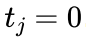 t_j = 0